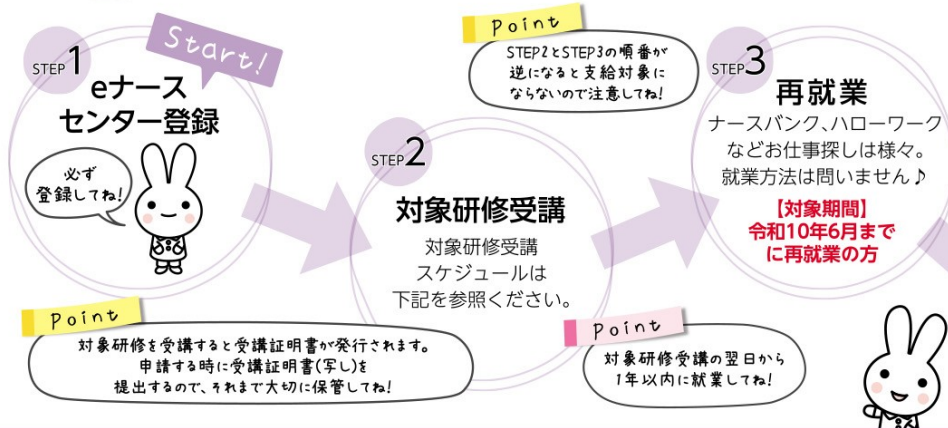 STEP1
Start!
eナース
センター登録
必ず
登録してね!
Point
対象研修を受講すると受講証明書が発行されます。
申請する時に受講証明書(写し)を
提出するので、それまで大切に保管してね!
STEP2
対象研修受講
対象研修受講
スケジュールは
下記を参照ください。
Point
STEP2とSTEP3の順番が
逆になると支給対象に
ならないので注意してね!
STEP3
再就業
ナースバンク、ハローワーク
などお仕事探しは様々。
就業方法は問いません♪
【対象期間】
令和10年6月まで
に再就業の方
Point
対象研修受講の翌日から
1年以内に就業してね!